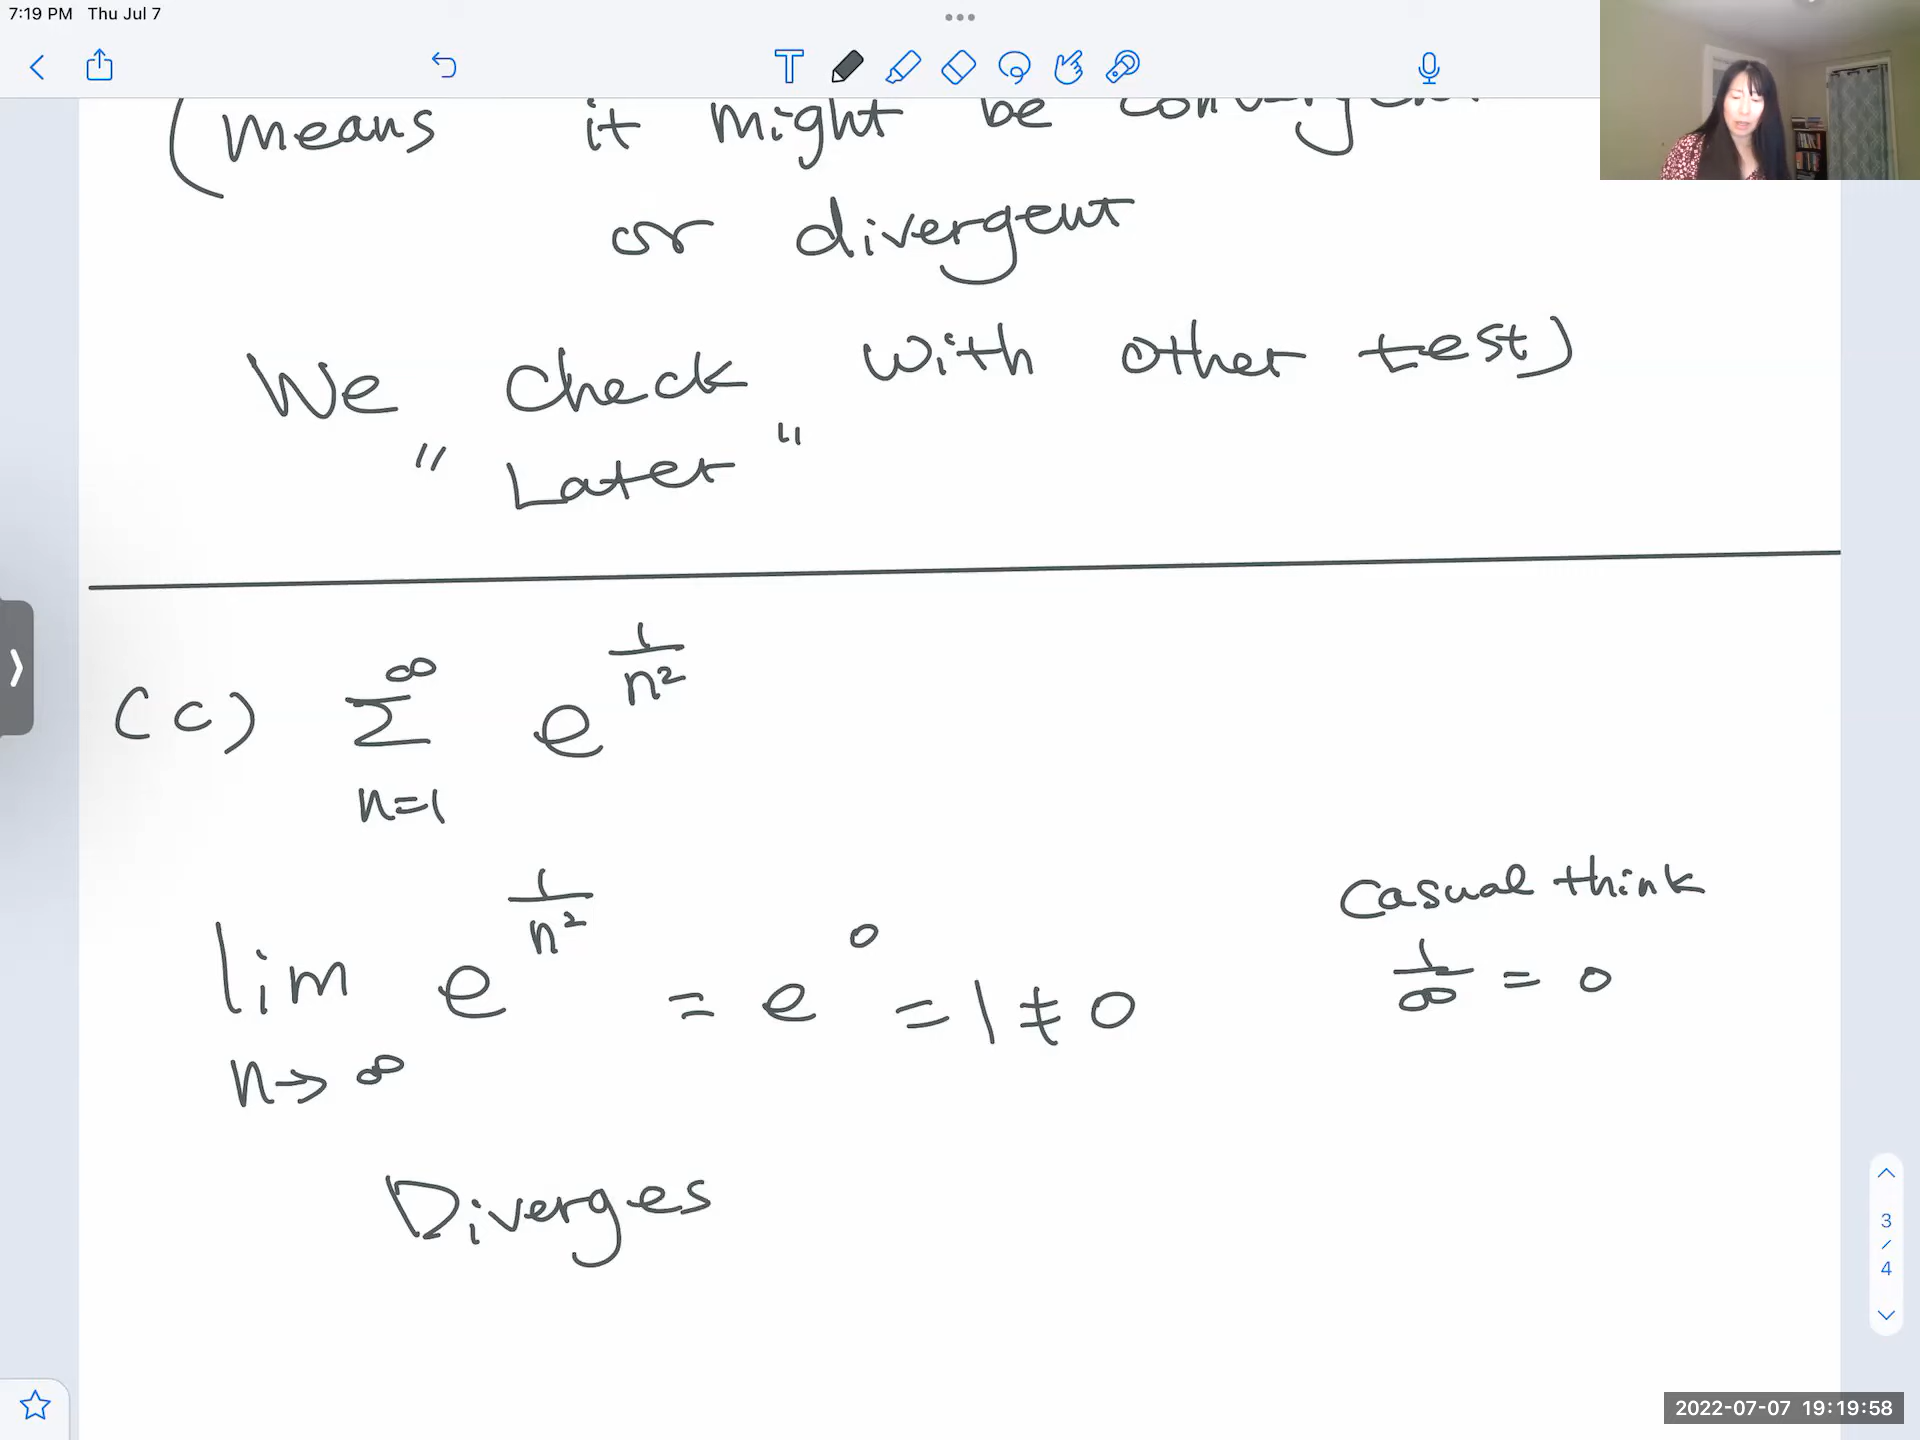 7:19 PM Thu Jul 7
(means it might be convergent
or divergent
We check with other test)
"Later"
(c) ∑_{n=1}^{∞} e^{1/n²}
lim_{n→∞} e^{1/n²} = e^0 = 1 ≠ 0
Casual think
1/∞ = 0
Diverges
3 / 4
2022-07-07 19:19:58